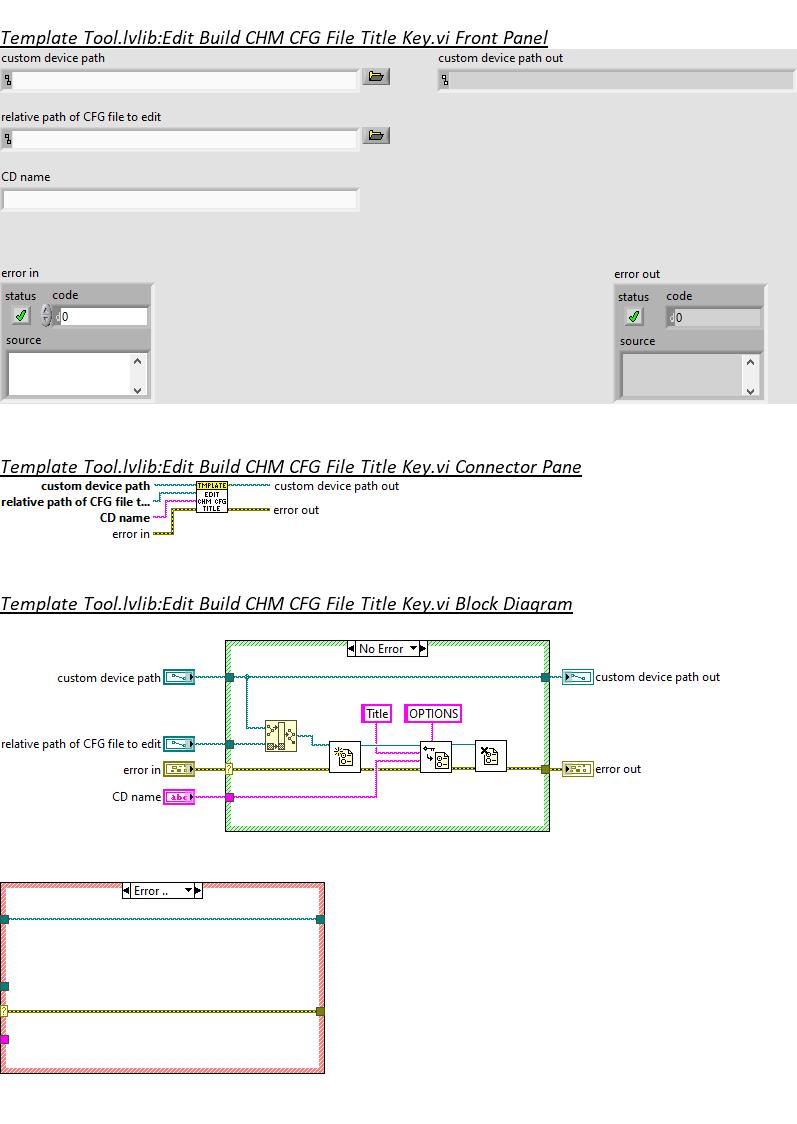 Template Tool.lvlib:Edit Build CHM CFG File Title Key.vi Front Panel
custom device path
custom device path out
relative path of CFG file to edit
CD name
error in
error out
status code
d 0
source
status code
d 0
source
Template Tool.lvlib:Edit Build CHM CFG File Title Key.vi Connector Pane
custom device path
relative path of CFG file t...
CD name
error in
TMPLATE
EDIT
CHM CFG
TITLE
custom device path out
error out
Template Tool.lvlib:Edit Build CHM CFG File Title Key.vi Block Diagram
No Error
custom device path
custom device path out
Title
OPTIONS
relative path of CFG file to edit
error in
?
error out
CD name
abc
Error ..
?